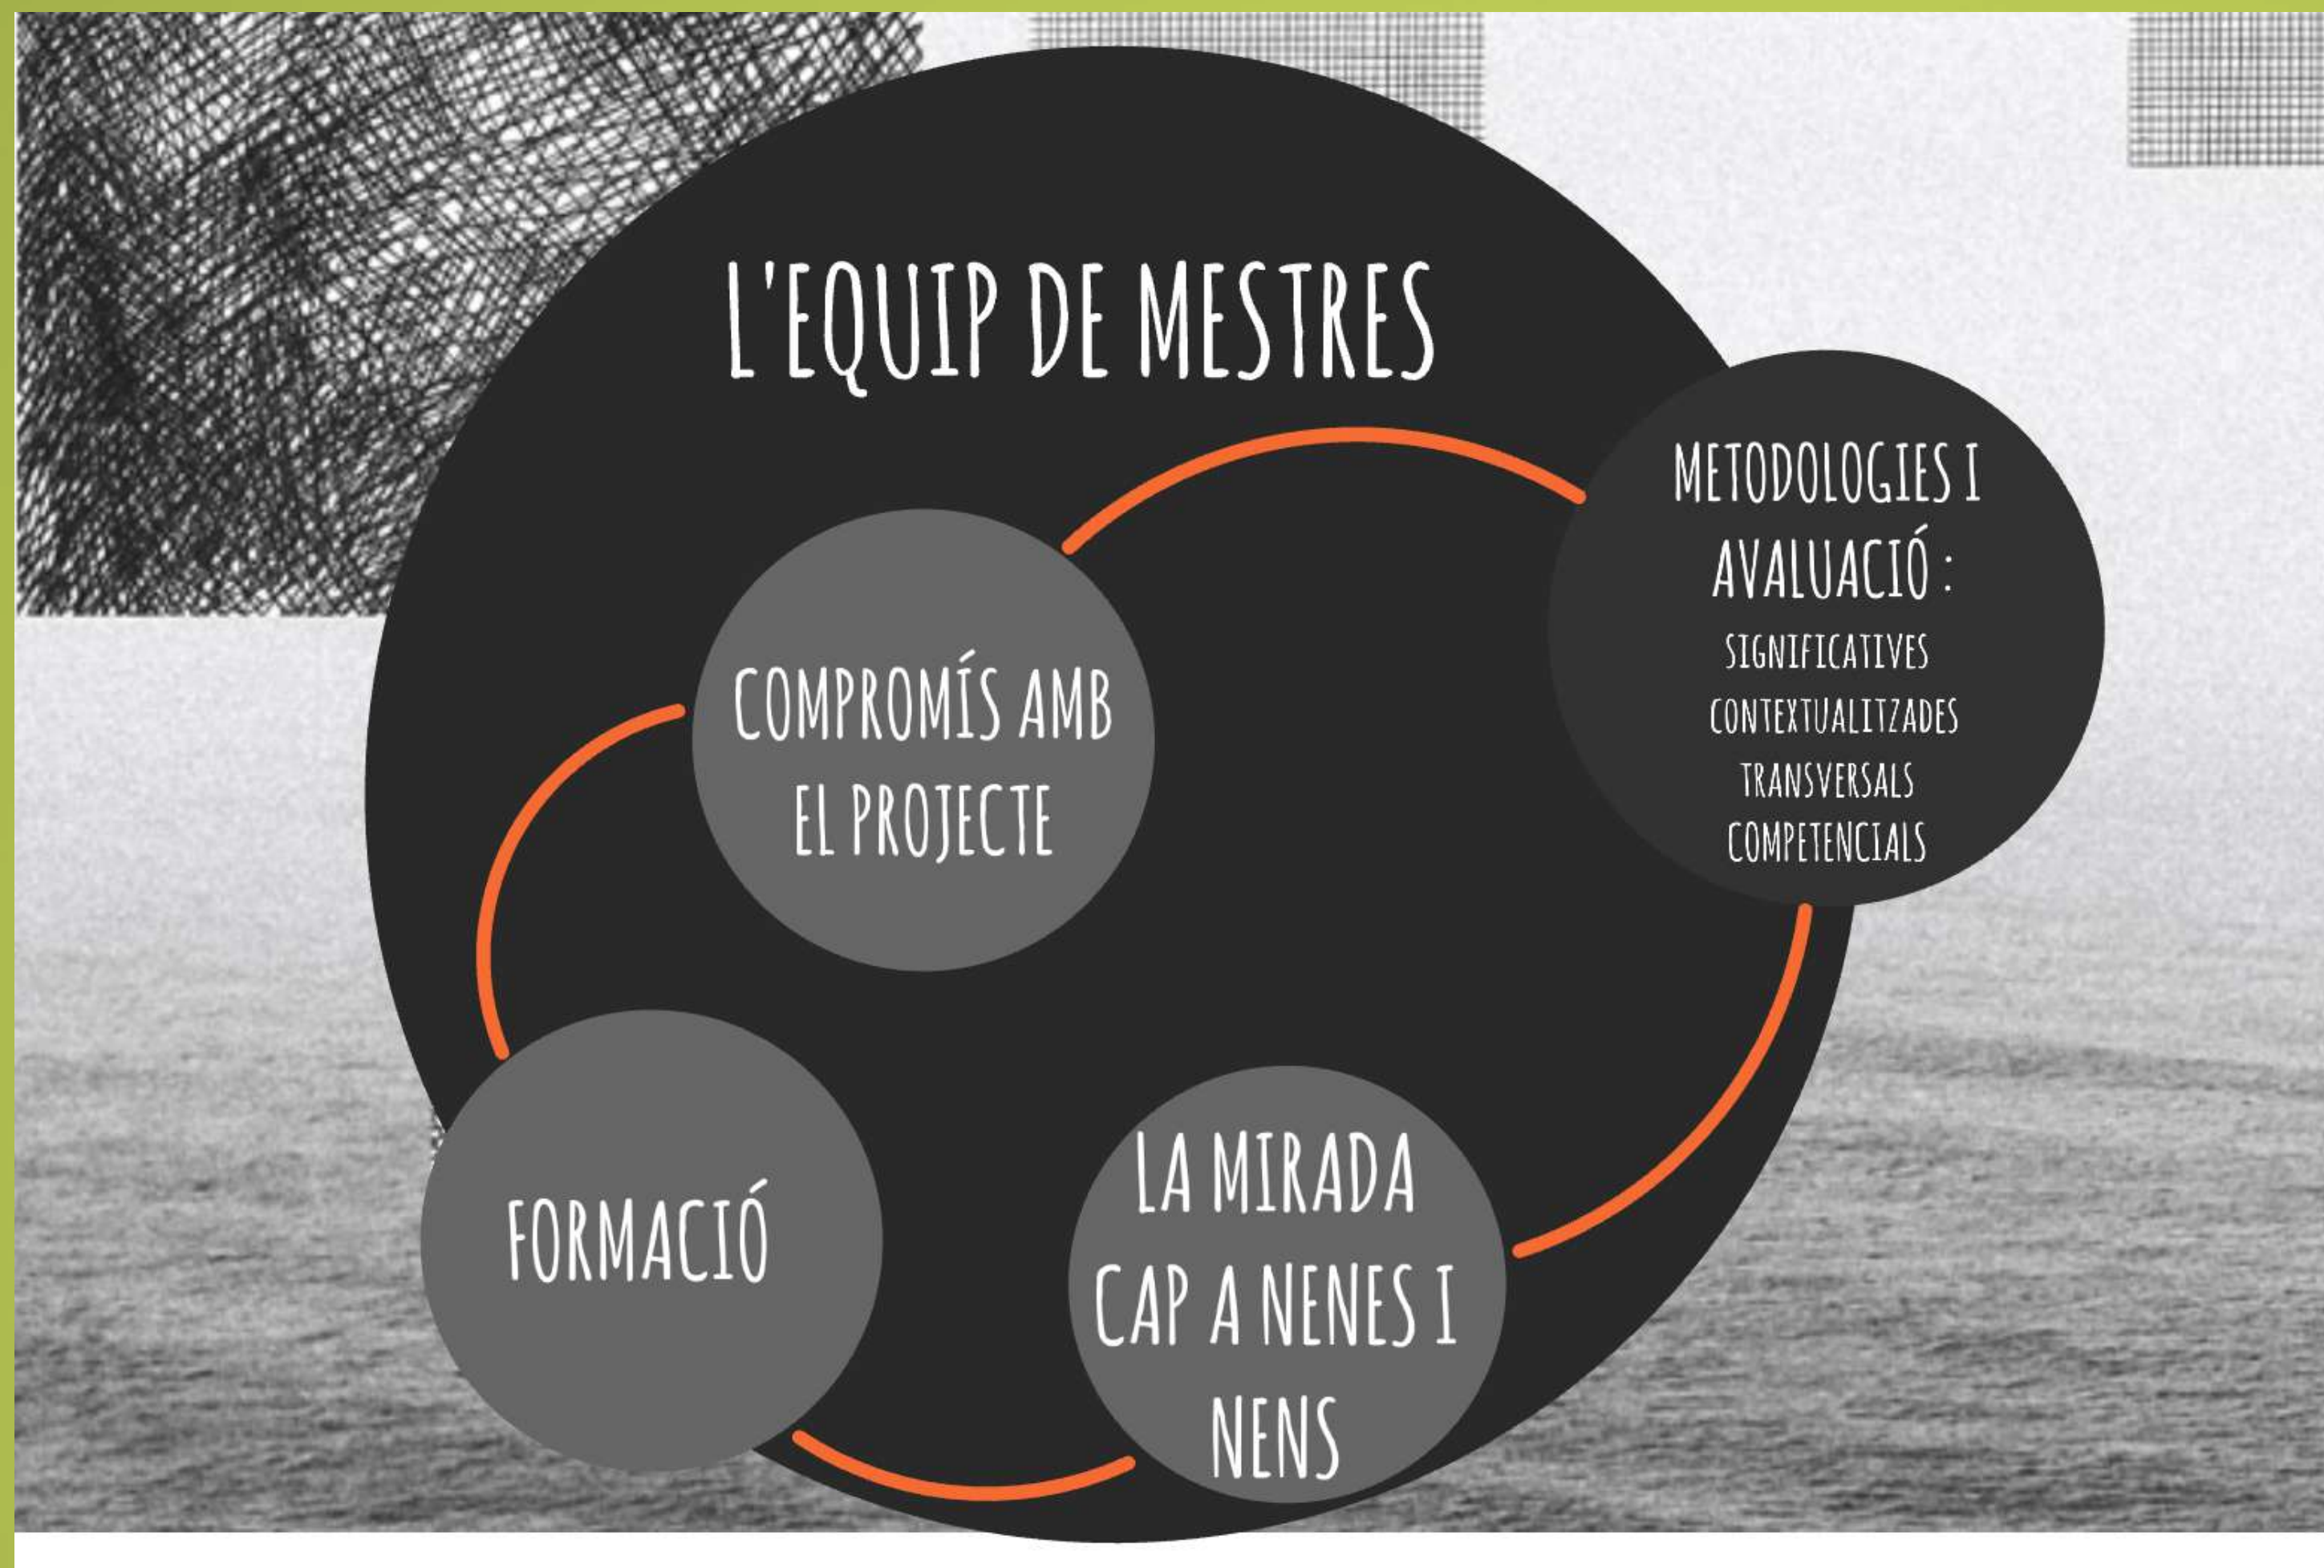 L'EQUIP DE MESTRES
METODOLOGIES I
AVALUACIÓ :
SIGNIFICATIVES
CONTEXTUALITZADES
TRANSVERSALS
COMPETENCIALS
COMPROMÍS AMB
EL PROJECTE
FORMACIÓ
LA MIRADA
CAP A NENES I
NENS